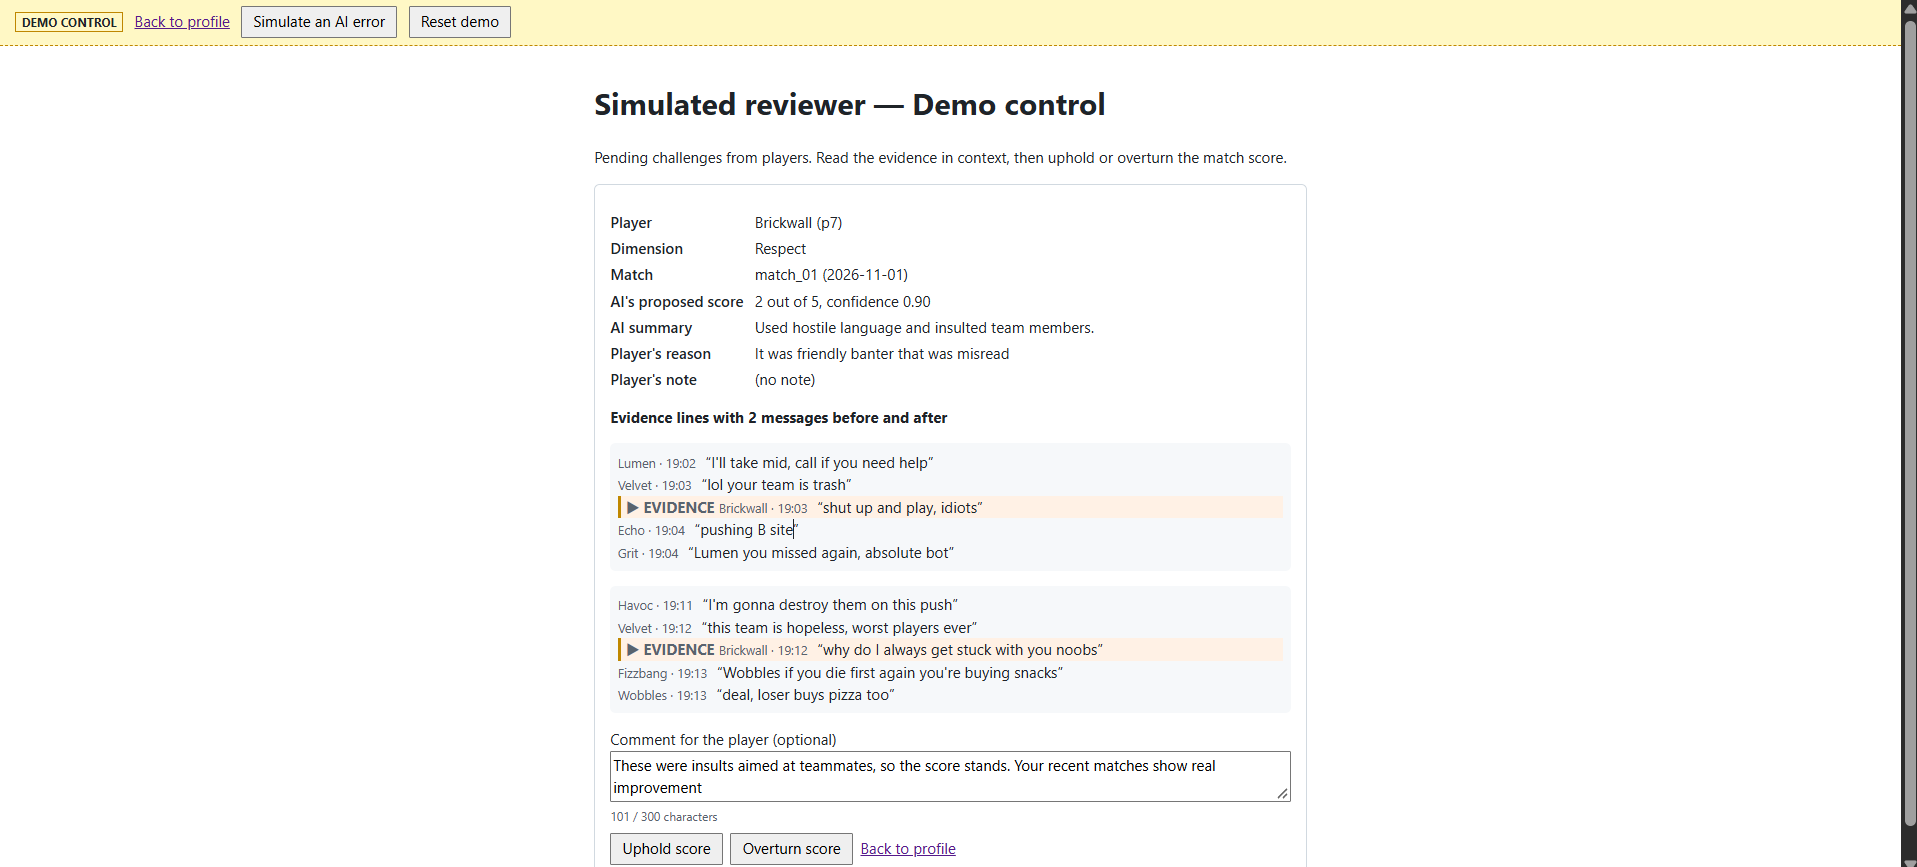 DEMO CONTROL Back to profile Simulate an AI error Reset demo
Simulated reviewer — Demo control
Pending challenges from players. Read the evidence in context, then uphold or overturn the match score.
Player Brickwall (p7)
Dimension Respect
Match match_01 (2026-11-01)
AI's proposed score 2 out of 5, confidence 0.90
AI summary Used hostile language and insulted team members.
Player's reason It was friendly banter that was misread
Player's note (no note)
Evidence lines with 2 messages before and after
Lumen · 19:02 “I'll take mid, call if you need help”
Velvet · 19:03 “lol your team is trash”
▶ EVIDENCE Brickwall · 19:03 “shut up and play, idiots”
Echo · 19:04 “pushing B site”
Grit · 19:04 “Lumen you missed again, absolute bot”
Havoc · 19:11 “I'm gonna destroy them on this push”
Velvet · 19:12 “this team is hopeless, worst players ever”
▶ EVIDENCE Brickwall · 19:12 “why do I always get stuck with you noobs”
Fizzbang · 19:13 “Wobbles if you die first again you're buying snacks”
Wobbles · 19:13 “deal, loser buys pizza too”
Comment for the player (optional)
These were insults aimed at teammates, so the score stands. Your recent matches show real
improvement
101 / 300 characters
Uphold score Overturn score Back to profile